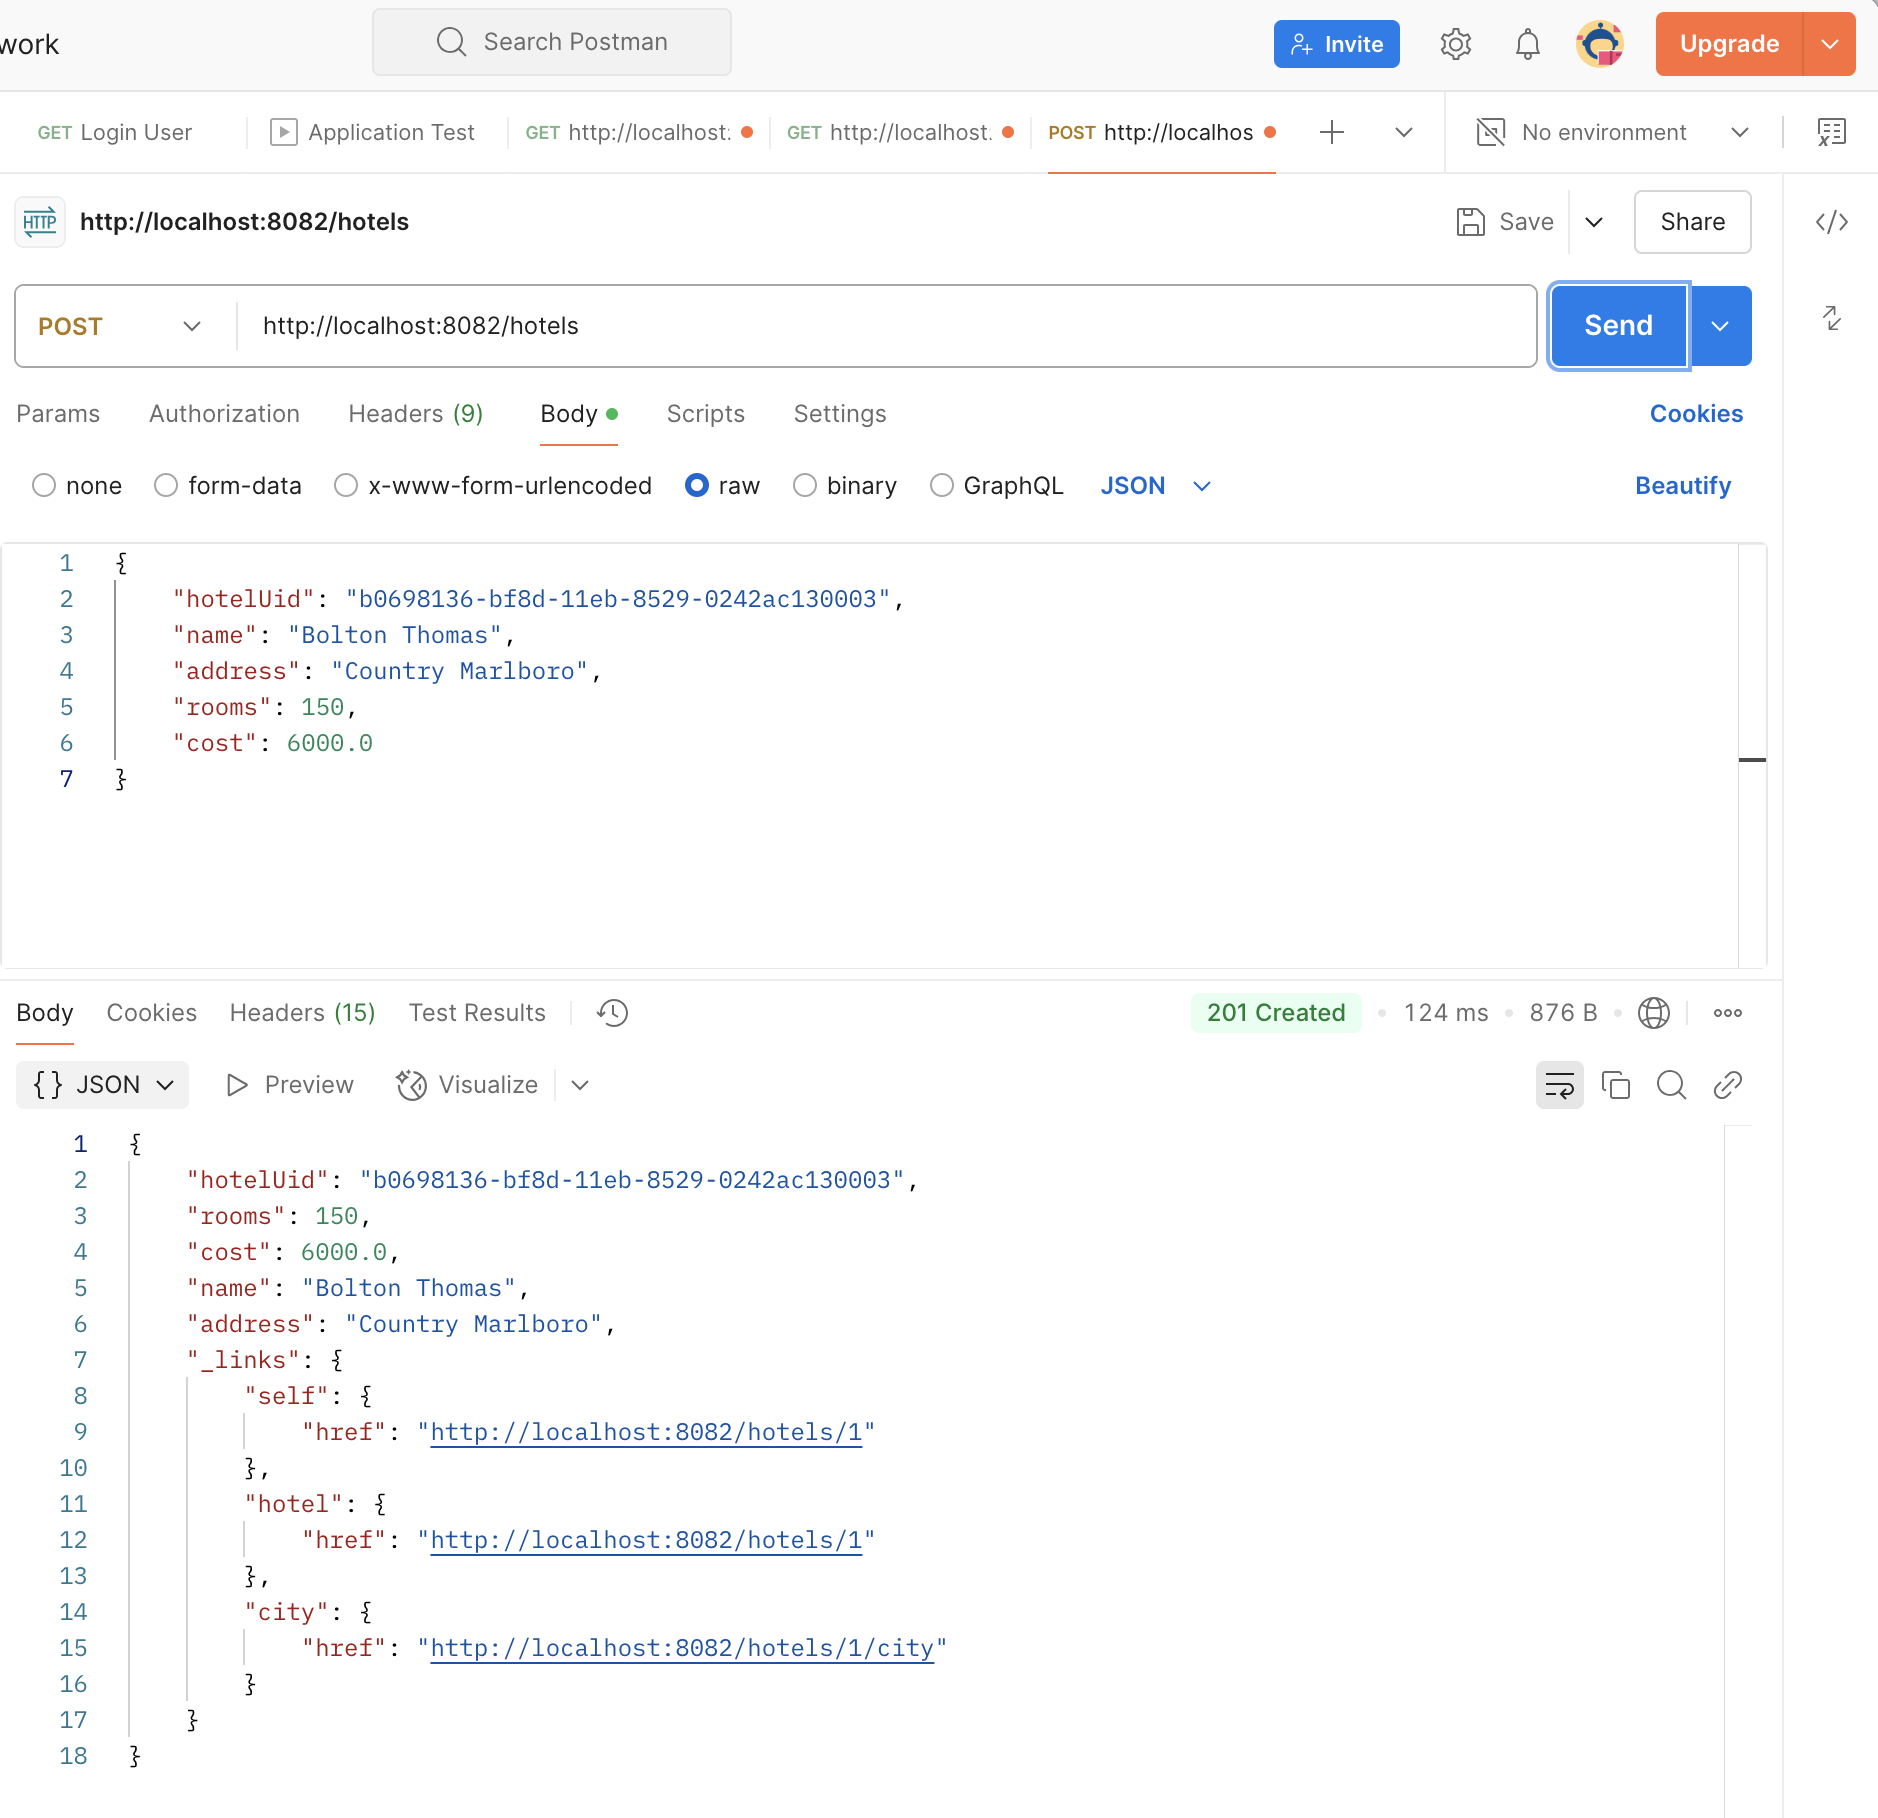 work
Search Postman
Invite
Upgrade
GET Login User
Application Test
GET http://localhost.
GET http://localhost.
POST http://localhos
No environment
HTTP http://localhost:8082/hotels
Save
Share
POST
http://localhost:8082/hotels
Send
Params Authorization Headers (9) Body Scripts Settings
Cookies
none form-data x-www-form-urlencoded raw binary GraphQL JSON
Beautify
1 {
2 "hotelUid": "b0698136-bf8d-11eb-8529-0242ac130003",
3 "name": "Bolton Thomas",
4 "address": "Country Marlboro",
5 "rooms": 150,
6 "cost": 6000.0
7 }
Body Cookies Headers (15) Test Results
201 Created 124 ms 876 B
{} JSON Preview Visualize
1 {
2 "hotelUid": "b0698136-bf8d-11eb-8529-0242ac130003",
3 "rooms": 150,
4 "cost": 6000.0,
5 "name": "Bolton Thomas",
6 "address": "Country Marlboro",
7 "_links": {
8 "self": {
9 "href": "http://localhost:8082/hotels/1"
10 },
11 "hotel": {
12 "href": "http://localhost:8082/hotels/1"
13 },
14 "city": {
15 "href": "http://localhost:8082/hotels/1/city"
16 }
17 }
18 }